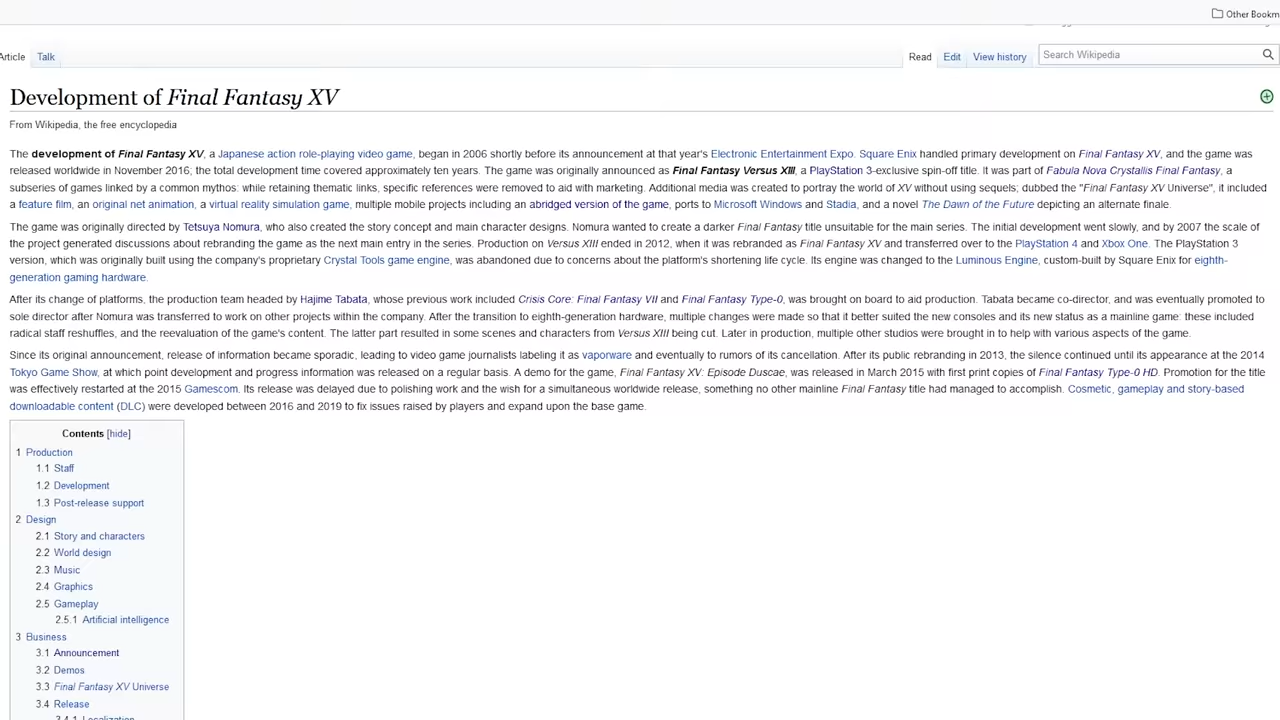 Other Bookm
Article Talk Read Edit View history Search Wikipedia
Development of Final Fantasy XV
From Wikipedia, the free encyclopedia
The development of Final Fantasy XV, a Japanese action role-playing video game, began in 2006 shortly before its announcement at that year's Electronic Entertainment Expo. Square Enix handled primary development on Final Fantasy XV, and the game was
released worldwide in November 2016; the total development time covered approximately ten years. The game was originally announced as Final Fantasy Versus XIII, a PlayStation 3-exclusive spin-off title. It was part of Fabula Nova Crystallis Final Fantasy, a
subseries of games linked by a common mythos: while retaining thematic links, specific references were removed to aid with marketing. Additional media was created to portray the world of XV without using sequels; dubbed the "Final Fantasy XV Universe", it included
a feature film, an original net animation, a virtual reality simulation game, multiple mobile projects including an abridged version of the game, ports to Microsoft Windows and Stadia, and a novel The Dawn of the Future depicting an alternate finale.
The game was originally directed by Tetsuya Nomura, who also created the story concept and main character designs. Nomura wanted to create a darker Final Fantasy title unsuitable for the main series. The initial development went slowly, and by 2007 the scale of
the project generated discussions about rebranding the game as the next main entry in the series. Production on Versus XIII ended in 2012, when it was rebranded as Final Fantasy XV and transferred over to the PlayStation 4 and Xbox One. The PlayStation 3
version, which was originally built using the company's proprietary Crystal Tools game engine, was abandoned due to concerns about the platform's shortening life cycle. Its engine was changed to the Luminous Engine, custom-built by Square Enix for eighth-
generation gaming hardware.
After its change of platforms, the production team headed by Hajime Tabata, whose previous work included Crisis Core: Final Fantasy VII and Final Fantasy Type-0, was brought on board to aid production. Tabata became co-director, and was eventually promoted to
sole director after Nomura was transferred to work on other projects within the company. After the transition to eighth-generation hardware, multiple changes were made so that it better suited the new consoles and its new status as a mainline game: these included
radical staff reshuffles, and the reevaluation of the game's content. The latter part resulted in some scenes and characters from Versus XIII being cut. Later in production, multiple other studios were brought in to help with various aspects of the game.
Since its original announcement, release of information became sporadic, leading to video game journalists labeling it as vaporware and eventually to rumors of its cancellation. After its public rebranding in 2013, the silence continued until its appearance at the 2014
Tokyo Game Show, at which point development and progress information was released on a regular basis. A demo for the game, Final Fantasy XV: Episode Duscae, was released in March 2015 with first print copies of Final Fantasy Type-0 HD. Promotion for the title
was effectively restarted at the 2015 Gamescom. Its release was delayed due to polishing work and the wish for a simultaneous worldwide release, something no other mainline Final Fantasy title had managed to accomplish. Cosmetic, gameplay and story-based
downloadable content (DLC) were developed between 2016 and 2019 to fix issues raised by players and expand upon the base game.
Contents [hide]
1 Production
1.1 Staff
1.2 Development
1.3 Post-release support
2 Design
2.1 Story and characters
2.2 World design
2.3 Music
2.4 Graphics
2.5 Gameplay
2.5.1 Artificial intelligence
3 Business
3.1 Announcement
3.2 Demos
3.3 Final Fantasy XV Universe
3.4 Release
3.4.1 Localization